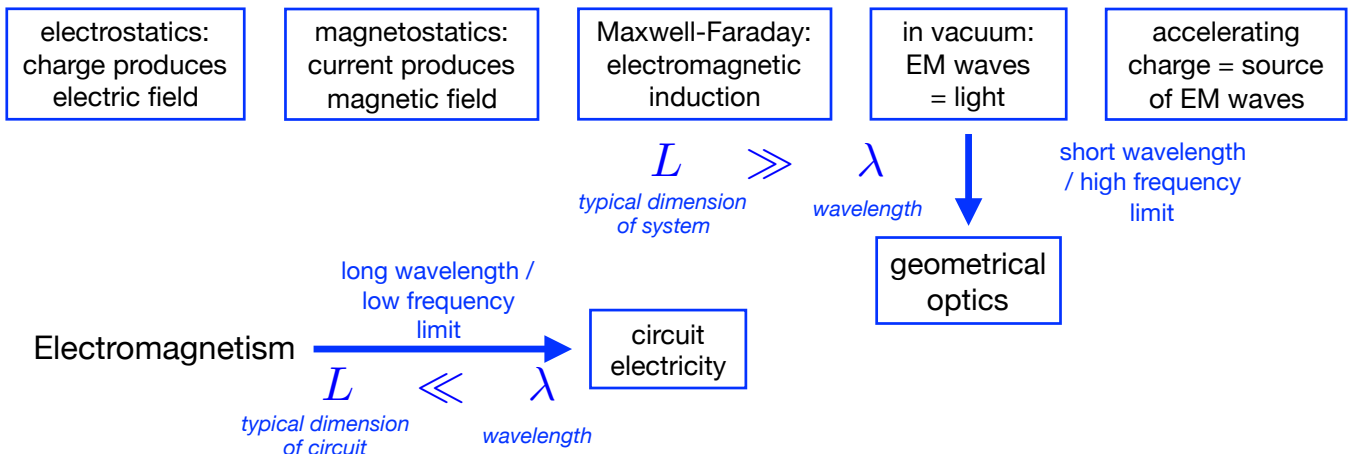 electrostatics:
charge produces
electric field
magnetostatics:
current produces
magnetic field
Maxwell-Faraday:
electromagnetic
induction
in vacuum:
EM waves
= light
accelerating
charge = source
of EM waves
L ≫ λ
typical dimension
of system
wavelength
short wavelength
/ high frequency
limit
geometrical
optics
long wavelength /
low frequency
limit
Electromagnetism
circuit
electricity
L ≪ λ
typical dimension
of circuit
wavelength